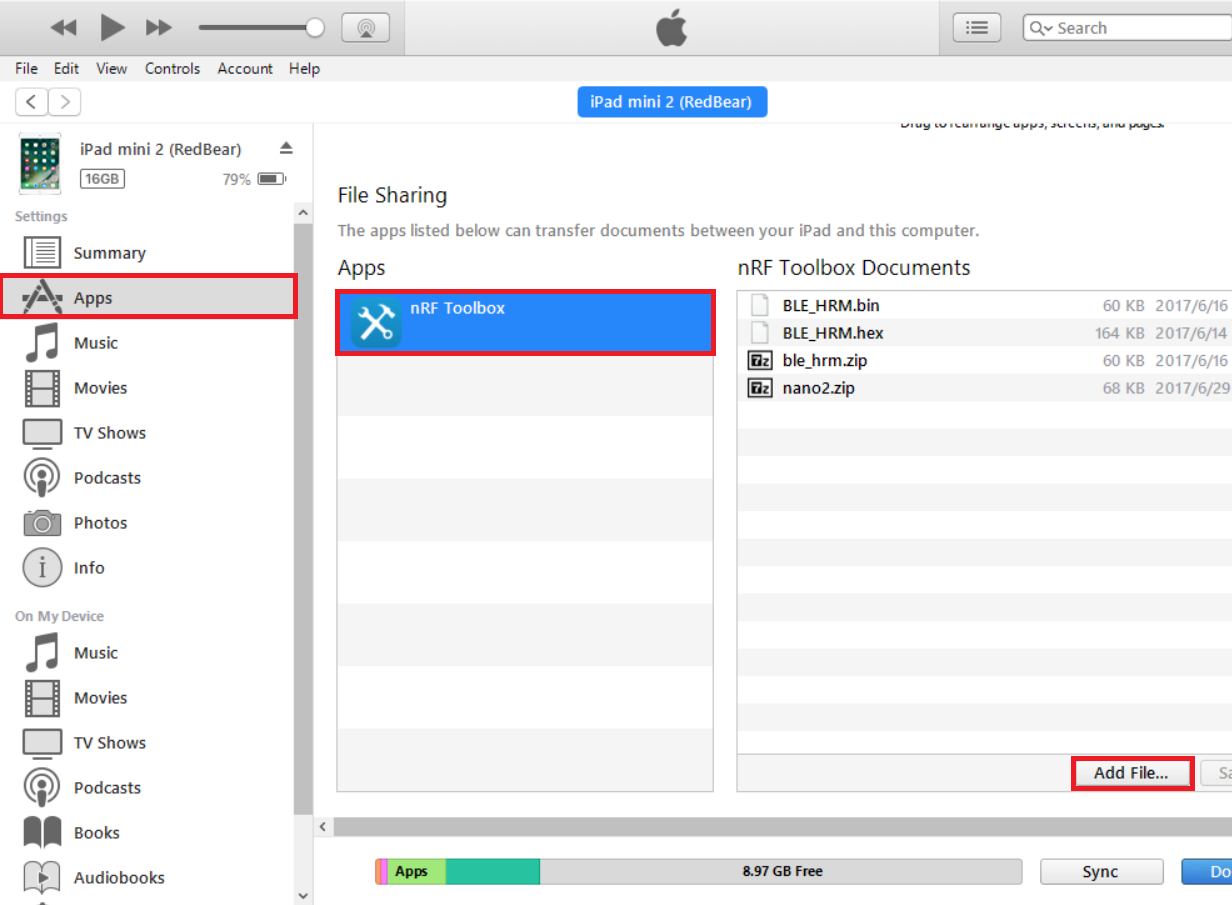 Search
File Edit View Controls Account Help
iPad mini 2 (RedBear)
Drag to rearrange apps, screens, and pages.
iPad mini 2 (RedBear)
16GB
79%
Settings
Summary
Apps
Music
Movies
TV Shows
Podcasts
Photos
Info
On My Device
Music
Movies
TV Shows
Podcasts
Books
Audiobooks
File Sharing
The apps listed below can transfer documents between your iPad and this computer.
Apps
nRF Toolbox
nRF Toolbox Documents
BLE_HRM.bin 60 KB 2017/6/16
BLE_HRM.hex 164 KB 2017/6/14
7z ble_hrm.zip 60 KB 2017/6/16
7z nano2.zip 68 KB 2017/6/29
Add File...
Sa
Apps
8.97 GB Free
Sync
Do